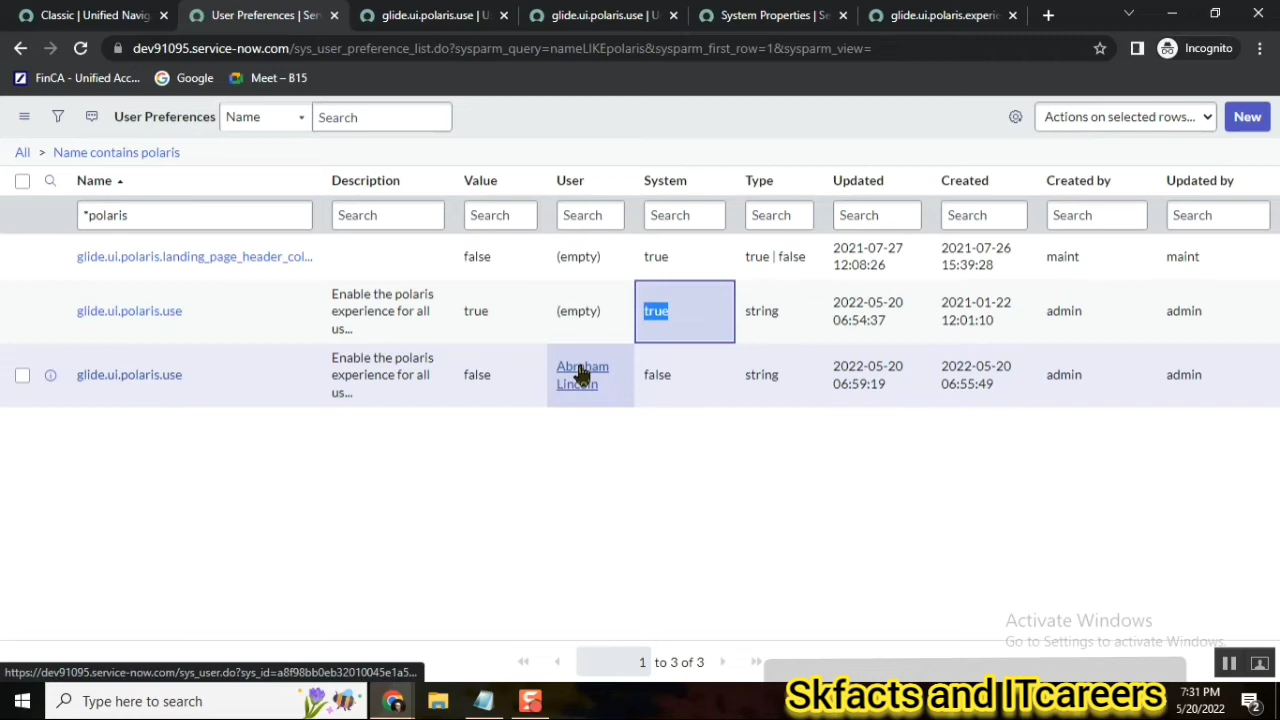 Classic | Unified Navig
User Preferences | Ser
glide.ui.polaris.use | U
glide.ui.polaris.use | U
System Properties | Se
glide.ui.polaris.experie
dev91095.service-now.com/sys_user_preference_list.do?sysparm_query=nameLIKEpolaris&sysparm_first_row=1&sysparm_view=
Incognito
FinCA - Unified Acc...
Google
Meet – B15
User Preferences
Name
Search
Actions on selected rows...
New
All > Name contains polaris
Name
Description
Value
User
System
Type
Updated
Created
Created by
Updated by
*polaris
Search
Search
Search
Search
Search
Search
Search
Search
Search
glide.ui.polaris.landing_page_header_col...
false
(empty)
true
true | false
2021-07-27
12:08:26
2021-07-26
15:39:28
maint
maint
glide.ui.polaris.use
Enable the polaris
experience for all
us...
true
(empty)
true
string
2022-05-20
06:54:37
2021-01-22
12:01:10
admin
admin
glide.ui.polaris.use
Enable the polaris
experience for all
us...
false
Abraham
Lincoln
false
string
2022-05-20
06:59:19
2022-05-20
06:55:49
admin
admin
Activate Windows
Go to Settings to activate Windows.
1 to 3 of 3
https://dev91095.service-now.com/sys_user.do?sys_id=a8f98bb0eb32010045e1a5...
Type here to search
Skfacts and ITcareers
7:31 PM
5/20/2022
2